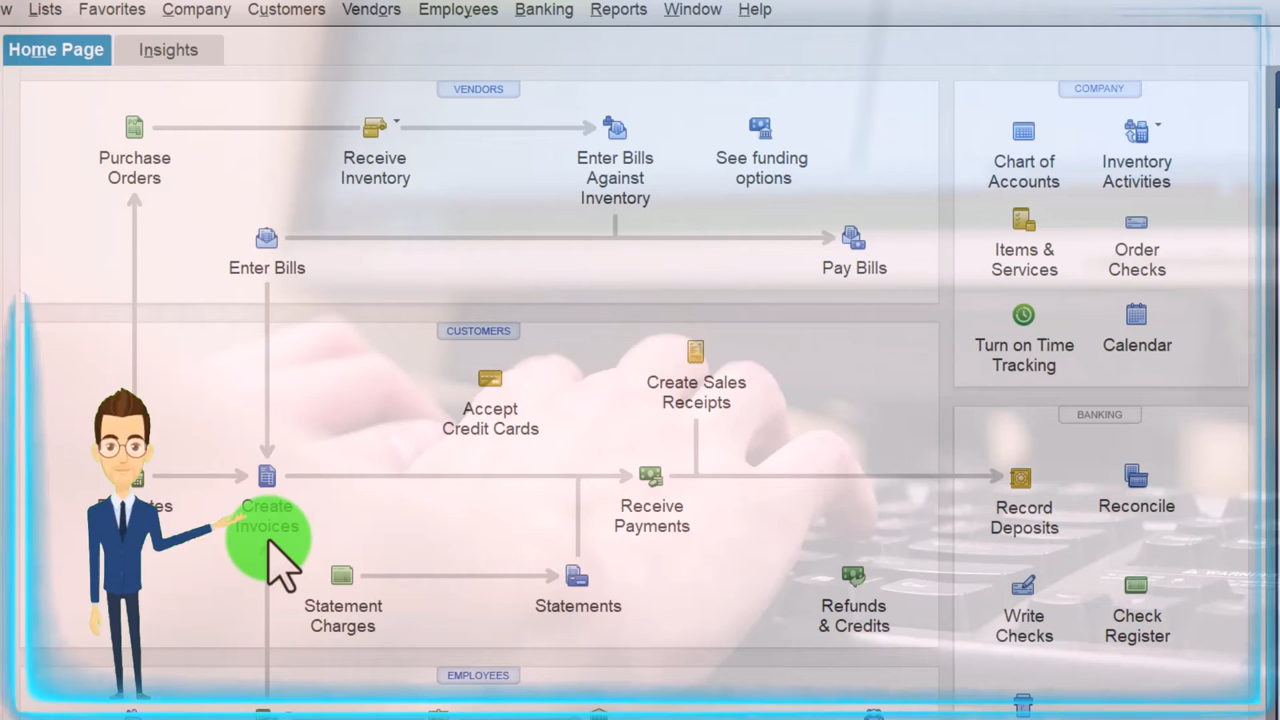 w Lists Favorites Company Customers Vendors Employees Banking Reports Window Help
Home Page Insights
VENDORS
Purchase
Orders
Receive
Inventory
Enter Bills
Against
Inventory
See funding
options
Enter Bills
Pay Bills
CUSTOMERS
Accept
Credit Cards
Create Sales
Receipts
Create
Invoices
Receive
Payments
Statement
Charges
Statements
Refunds
& Credits
EMPLOYEES
COMPANY
Chart of
Accounts
Inventory
Activities
Items &
Services
Order
Checks
Turn on Time
Tracking
Calendar
BANKING
Record
Deposits
Reconcile
Write
Checks
Check
Register